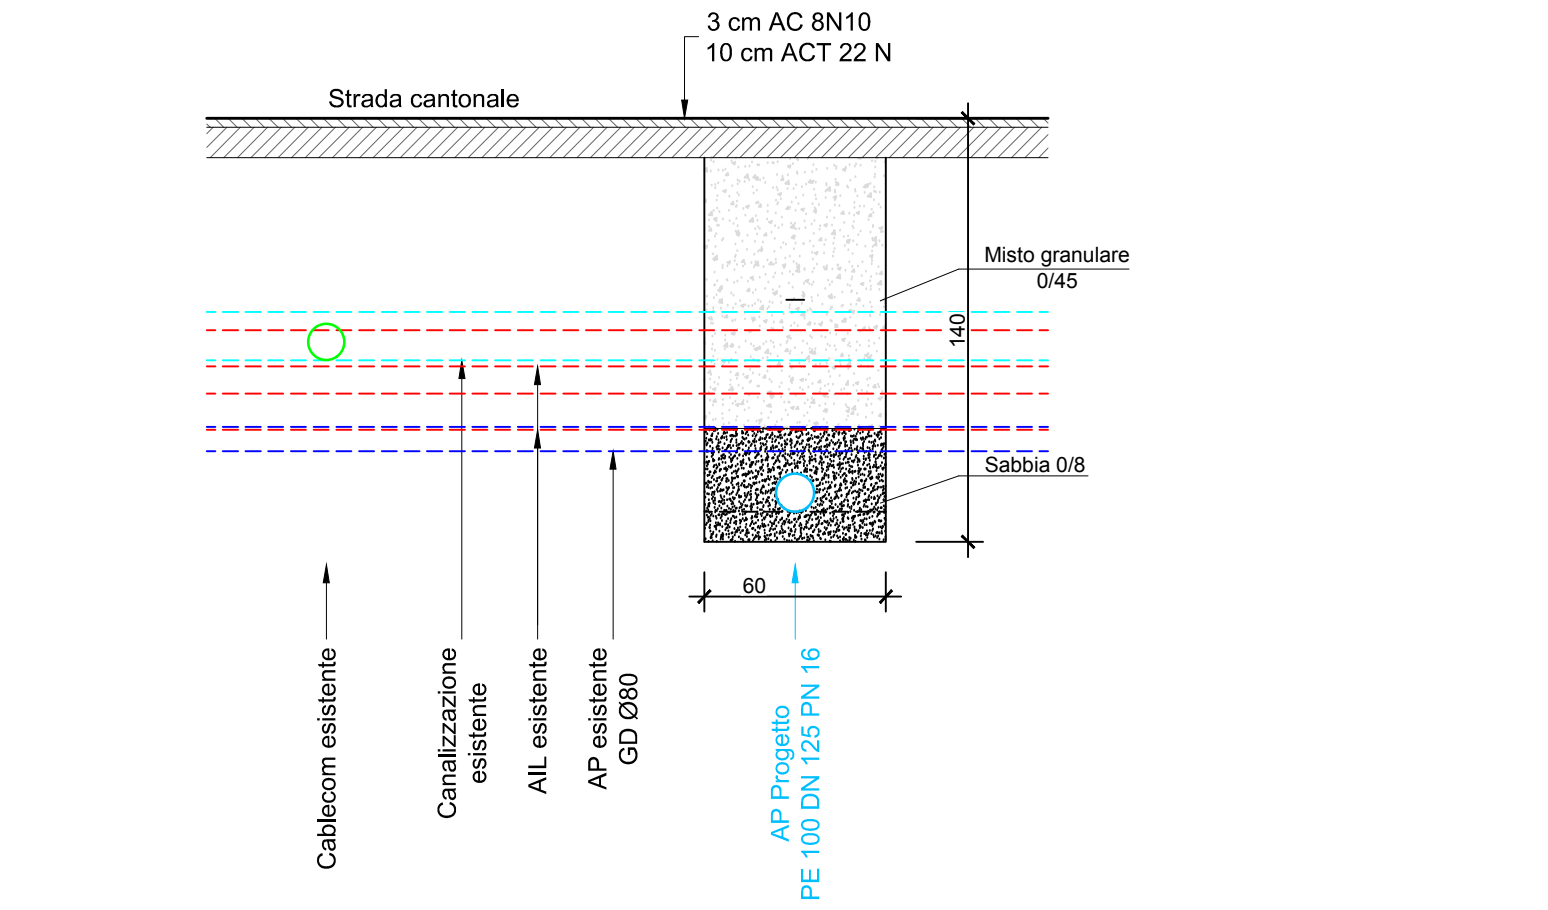 3 cm AC 8N10
10 cm ACT 22 N
Strada cantonale
Misto granulare
0/45
140
Sabbia 0/8
60
Cablecom esistente
Canalizzazione
esistente
AIL esistente
AP esistente
GD Ø80
AP Progetto
PE 100 DN 125 PN 16